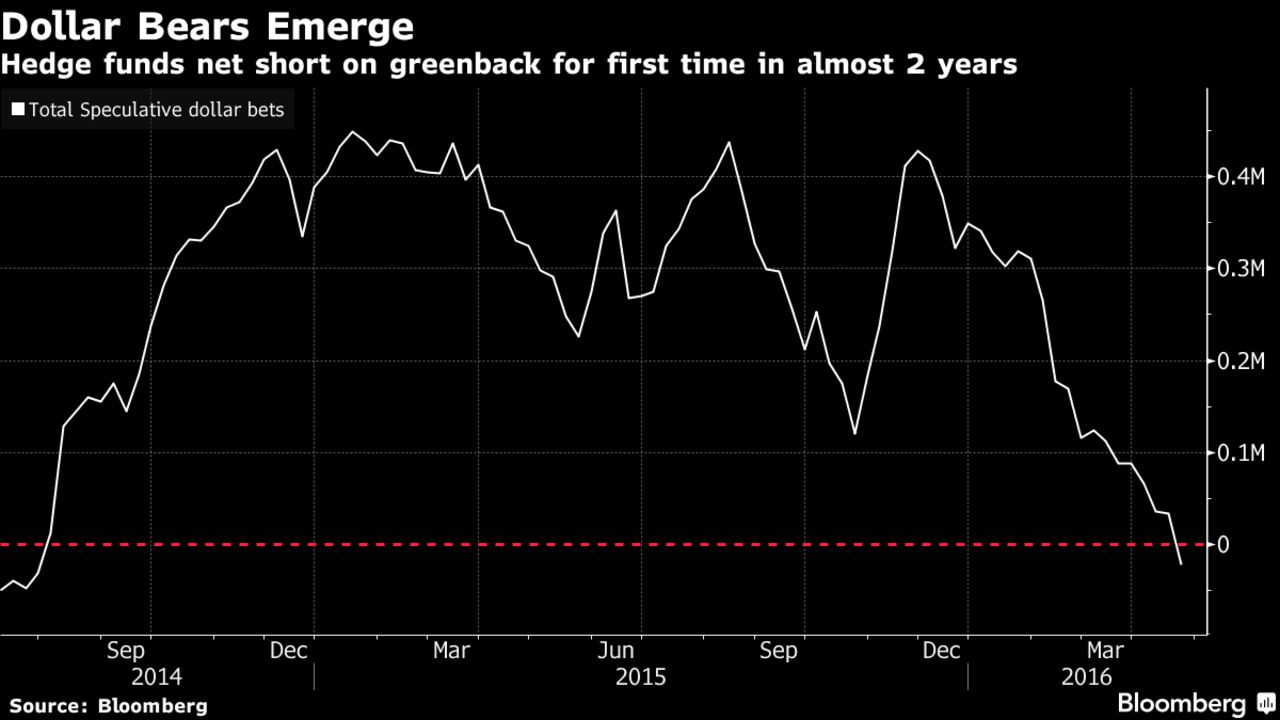 Dollar Bears Emerge
Hedge funds net short on greenback for first time in almost 2 years
Total Speculative dollar bets
0.4M
0.3M
0.2M
0.1M
0
Sep Dec Mar Jun Sep Dec Mar
2014 2015 2016
Source: Bloomberg
Bloomberg